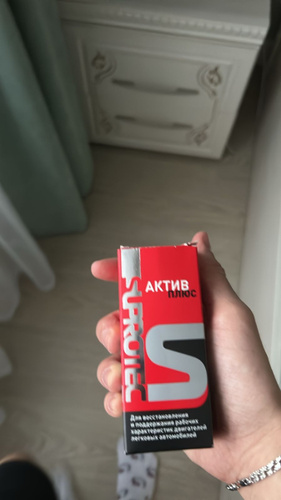 SUPROTEC
АКТИВ
ПЛЮС
Для восстановления
и поддержания рабочих
характеристик двигателей
легковых автомобилей